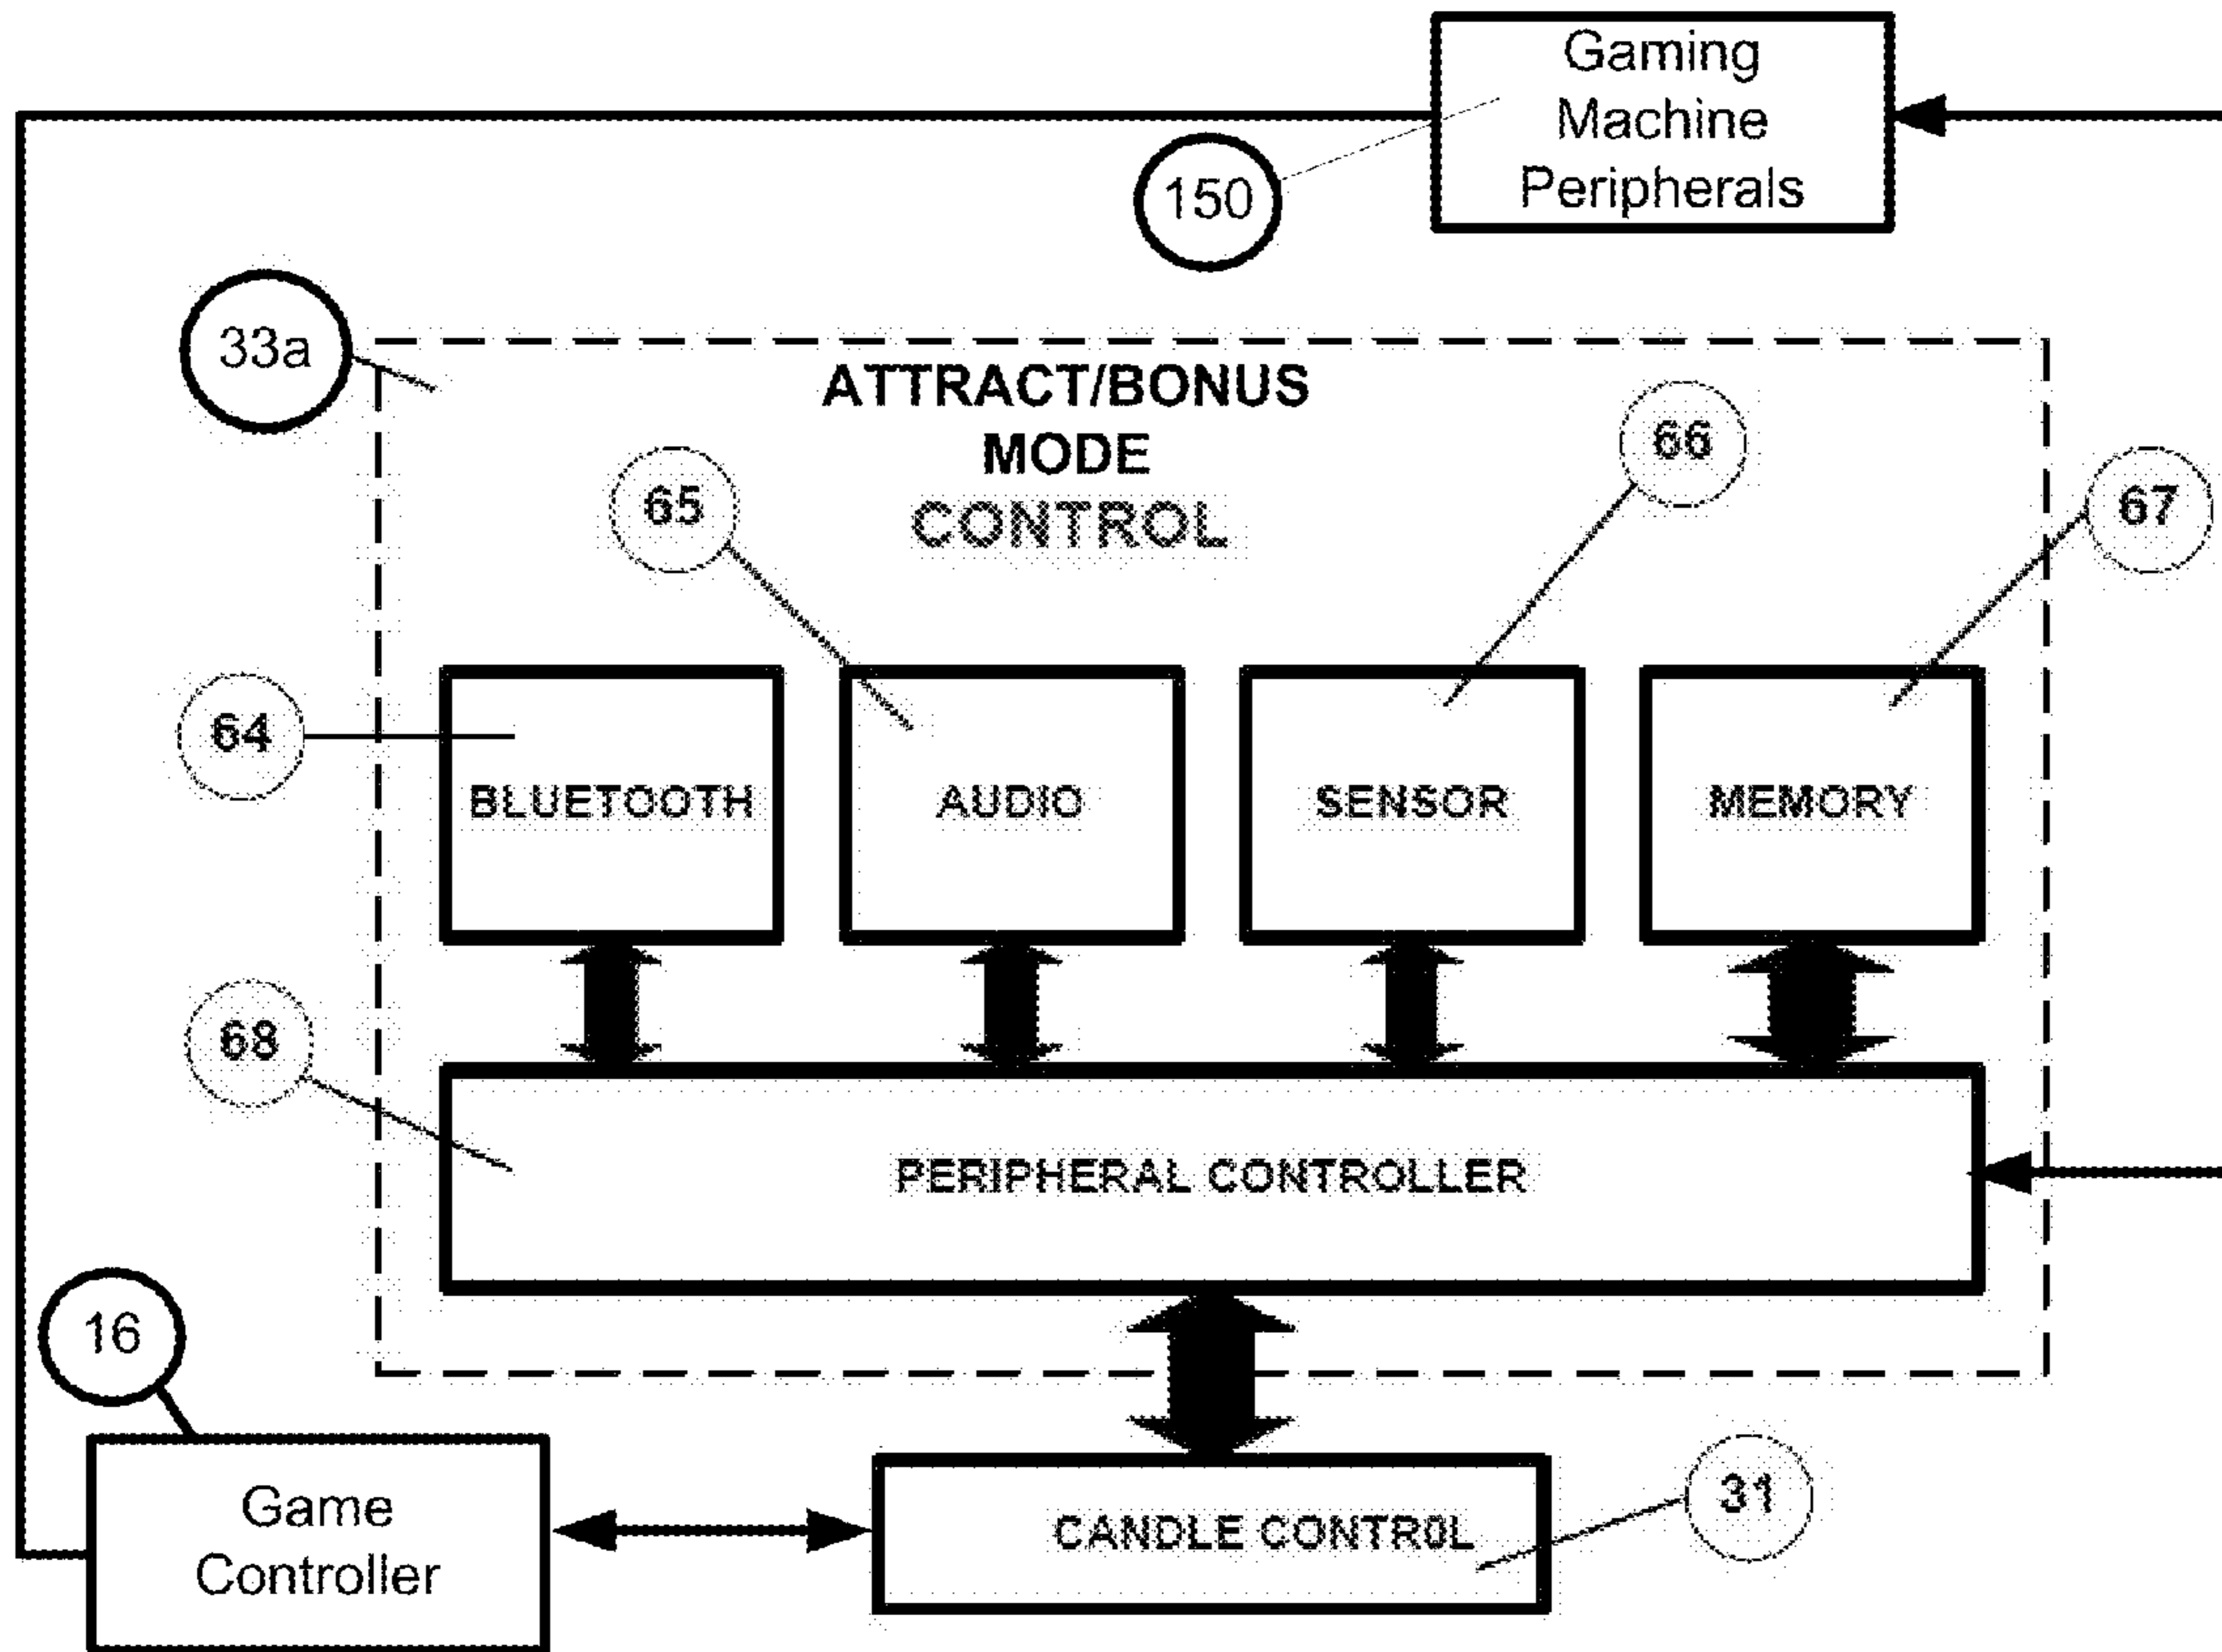 Gaming
Machine
Peripherals
150
33a
ATTRACT/BONUS
MODE
CONTROL
65
66
67
64
BLUETOOTH
AUDIO
SENSOR
MEMORY
68
PERIPHERAL CONTROLLER
16
Game
Controller
CANDLE CONTR0L
31